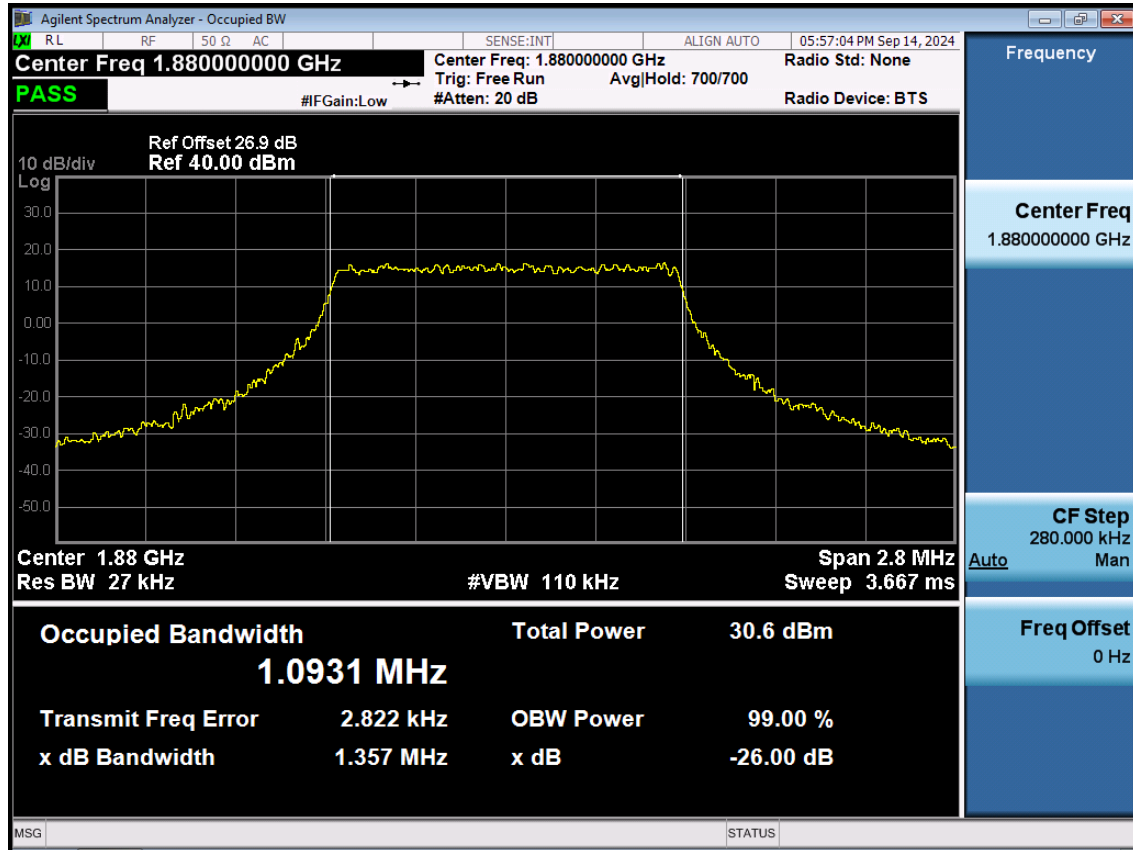 Agilent Spectrum Analyzer - Occupied BW
LXI RL RF 50 Ω AC SENSE:INT ALIGN AUTO 05:57:04 PM Sep 14, 2024
Center Freq 1.880000000 GHz
Center Freq: 1.880000000 GHz
Radio Std: None
Trig: Free Run Avg|Hold: 700/700
PASS
#IFGain:Low
#Atten: 20 dB
Radio Device: BTS
Ref Offset 26.9 dB
10 dB/div Ref 40.00 dBm
Log
30.0
20.0
10.0
0.00
-10.0
-20.0
-30.0
-40.0
-50.0
Center 1.88 GHz
Span 2.8 MHz
Res BW 27 kHz
#VBW 110 kHz
Sweep 3.667 ms
Occupied Bandwidth
1.0931 MHz
Total Power 30.6 dBm
Transmit Freq Error 2.822 kHz
OBW Power 99.00 %
x dB Bandwidth 1.357 MHz
x dB -26.00 dB
MSG
STATUS
Frequency
Center Freq
1.880000000 GHz
CF Step
280.000 kHz
Auto Man
Freq Offset
0 Hz